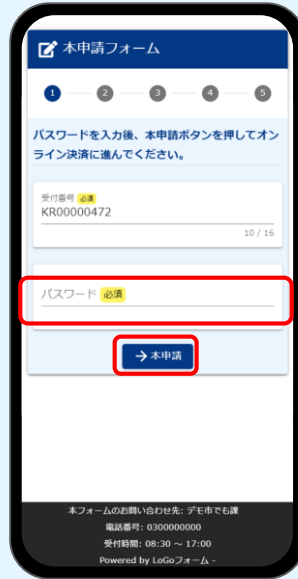 本申請フォーム
1 2 3 4 5
パスワードを入力後、本申請ボタンを押してオン
ライン決済に進んでください。
受付番号 必須
KR00000472
10 / 16
パスワード 必須
→本申請
本フォームのお問い合わせ先: デモ市でも課
電話番号: 0300000000
受付時間: 08:30 ~ 17:00
Powered by LoGoフォーム -